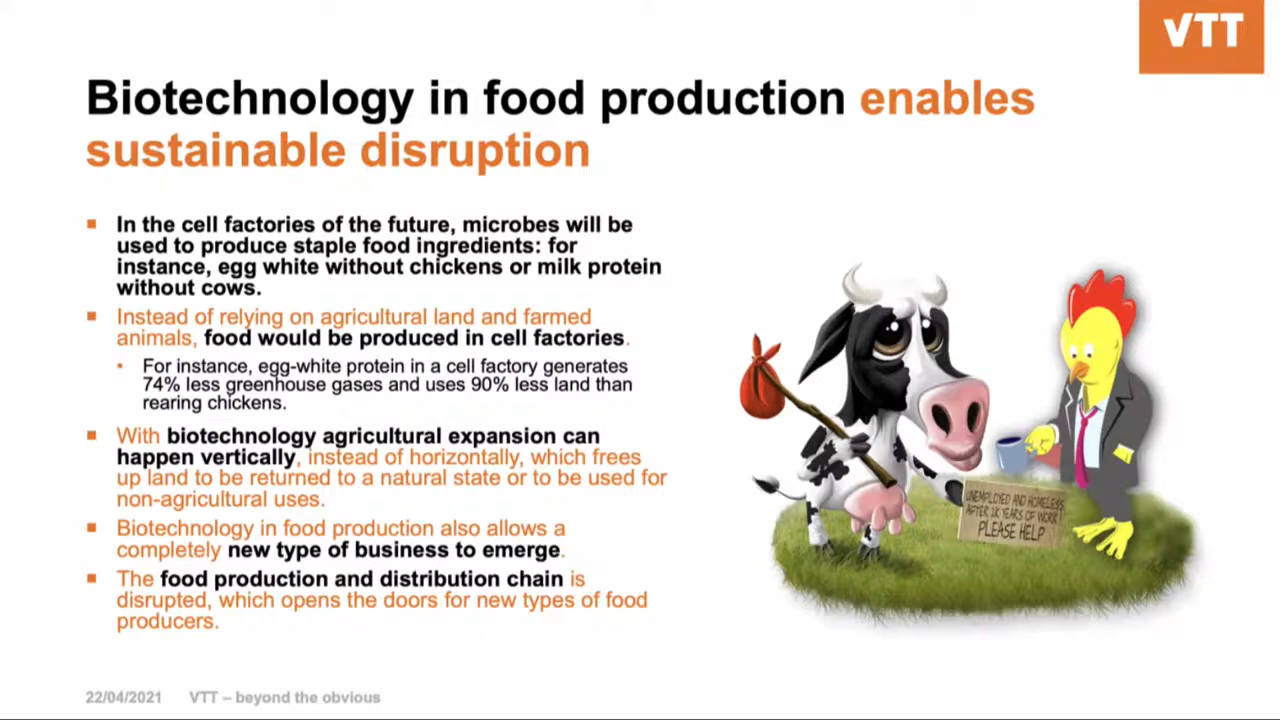 VTT
Biotechnology in food production enables
sustainable disruption
In the cell factories of the future, microbes will be
used to produce staple food ingredients: for
instance, egg white without chickens or milk protein
without cows.
Instead of relying on agricultural land and farmed
animals, food would be produced in cell factories.
For instance, egg-white protein in a cell factory generates
74% less greenhouse gases and uses 90% less land than
rearing chickens.
With biotechnology agricultural expansion can
happen vertically, instead of horizontally, which frees
up land to be returned to a natural state or to be used for
non-agricultural uses.
Biotechnology in food production also allows a
completely new type of business to emerge.
The food production and distribution chain is
disrupted, which opens the doors for new types of food
producers.
UNEMPLOYED AND HOMELESS
AFTER 1K YEARS OF WORK!
PLEASE HELP
22/04/2021 VTT – beyond the obvious